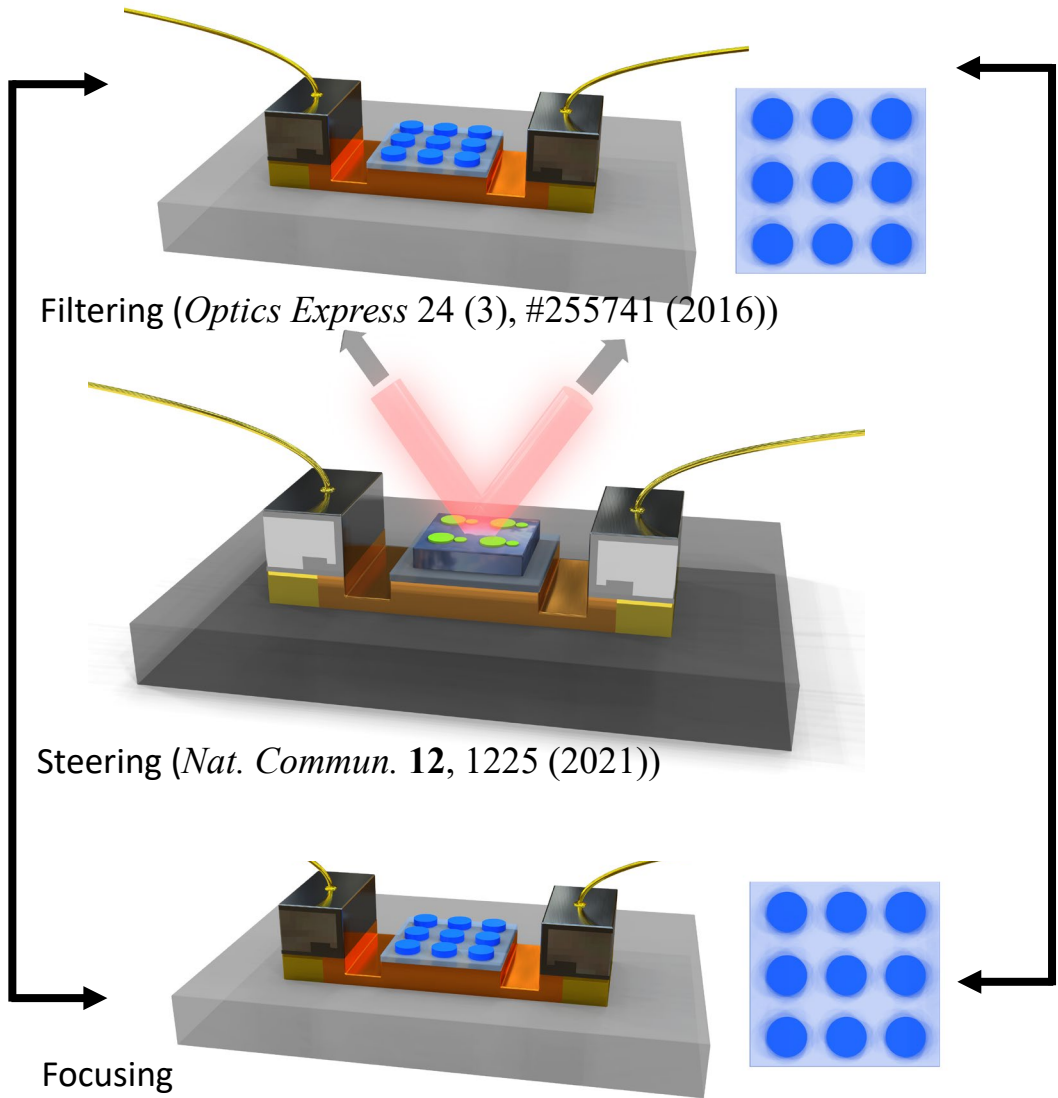 Filtering (Optics Express 24 (3), #255741 (2016))
Steering (Nat. Commun. 12, 1225 (2021))
Focusing